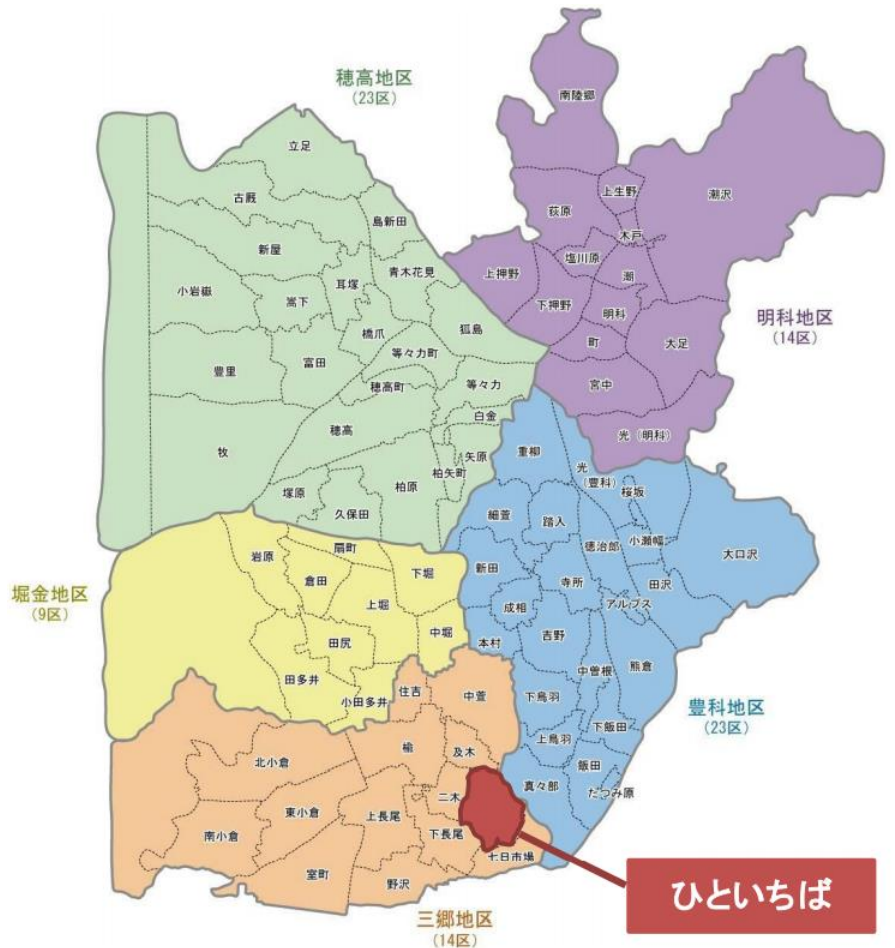 穂高地区
(23区)
立足
古厩
島新田
新屋
青木花見
耳塚
小岩嶽
嵩下
狐島
橋爪
等々力町
富田
豊里
穂高町
等々力
白金
穂高
牧
矢原
柏矢町
柏原
塚原
久保田
南陸郷
上生野
潮沢
荻原
木戸
塩川原
上押野
潮
下押野
明科
町
大足
宮中
光(明科)
明科地区
(14区)
堀金地区
(9区)
岩原
扇町
下堀
倉田
上堀
中堀
田尻
田多井
小田多井
重柳
光
(豊科)
桜坂
細萱
踏入
徳治郎
小瀬幅
大口沢
新田
寺所
田沢
成相
アルプス
本村
吉野
熊倉
中曽根
下鳥羽
下飯田
上鳥羽
飯田
真々部
たつみ原
豊科地区
(23区)
住吉
中萱
楡
及木
北小倉
二木
東小倉
上長尾
南小倉
下長尾
七日市場
室町
野沢
三郷地区
(14区)
ひといちば